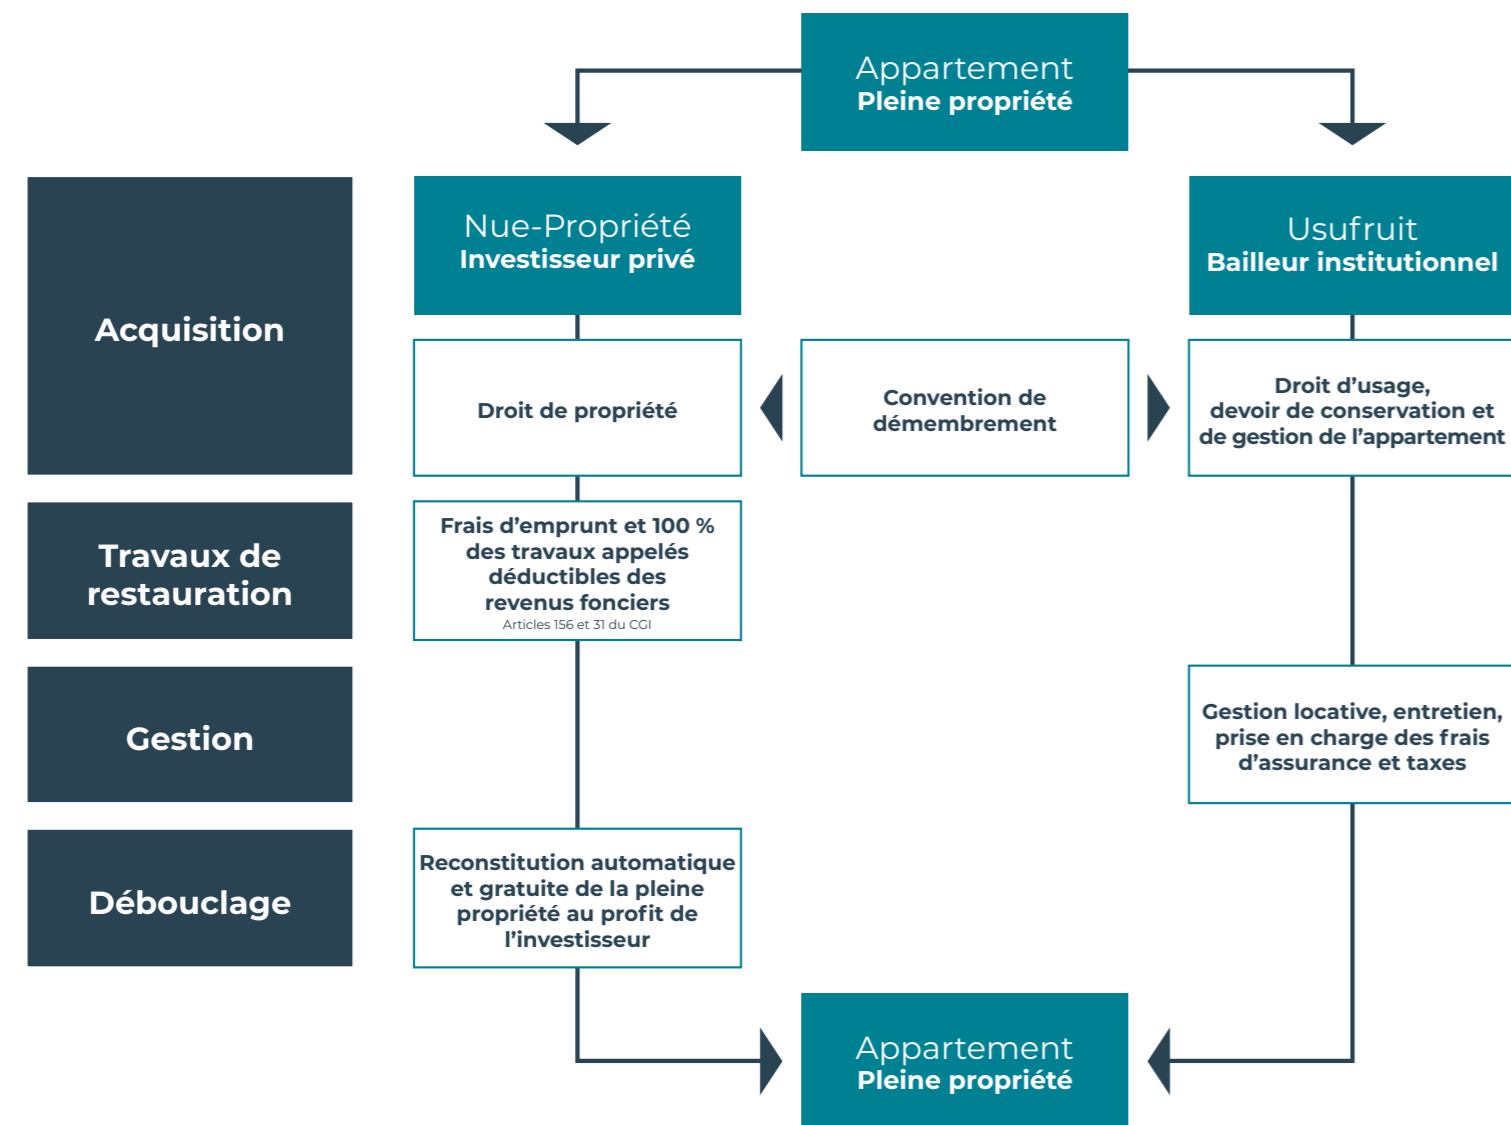 Appartement
Pleine propriété
Acquisition
Nue-Propriété
Investisseur privé
Usufruit
Bailleur institutionnel
Droit de propriété
Convention de
démembrement
Droit d’usage,
devoir de conservation et
de gestion de l’appartement
Travaux de
restauration
Frais d’emprunt et 100 %
des travaux appelés
déductibles des
revenus fonciers
Articles 156 et 31 du CGI
Gestion
Gestion locative, entretien,
prise en charge des frais
d’assurance et taxes
Débouclage
Reconstitution automatique
et gratuite de la pleine
propriété au profit de
l’investisseur
Appartement
Pleine propriété